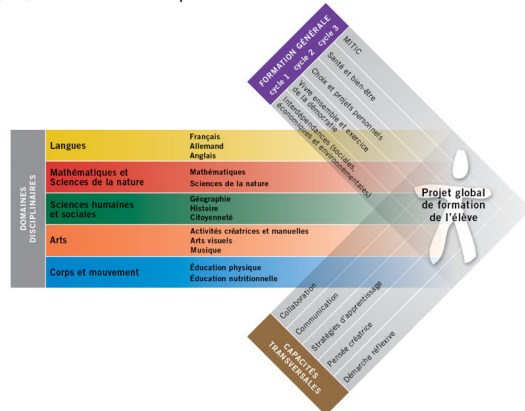 FORMATION GÉNÉRALE
cycle 1 cycle 2 cycle 3
MITIC
Santé et bien-être
Choix et projets personnels
Vivre ensemble et exercice
de la démocratie
Interdépendances (sociales,
économiques et environnementales)
DOMAINES
DISCIPLINAIRES
Langues
Français
Allemand
Anglais
Mathématiques et
Sciences de la nature
Mathématiques
Sciences de la nature
Sciences humaines
et sociales
Géographie
Histoire
Citoyenneté
Arts
Activités créatrices et manuelles
Arts visuels
Musique
Corps et mouvement
Éducation physique
Éducation nutritionnelle
Projet global
de formation
de l'élève
Collaboration
Communication
Stratégies d'apprentissage
Pensée créatrice
Démarche réflexive
CAPACITÉS
TRANSVERSALES